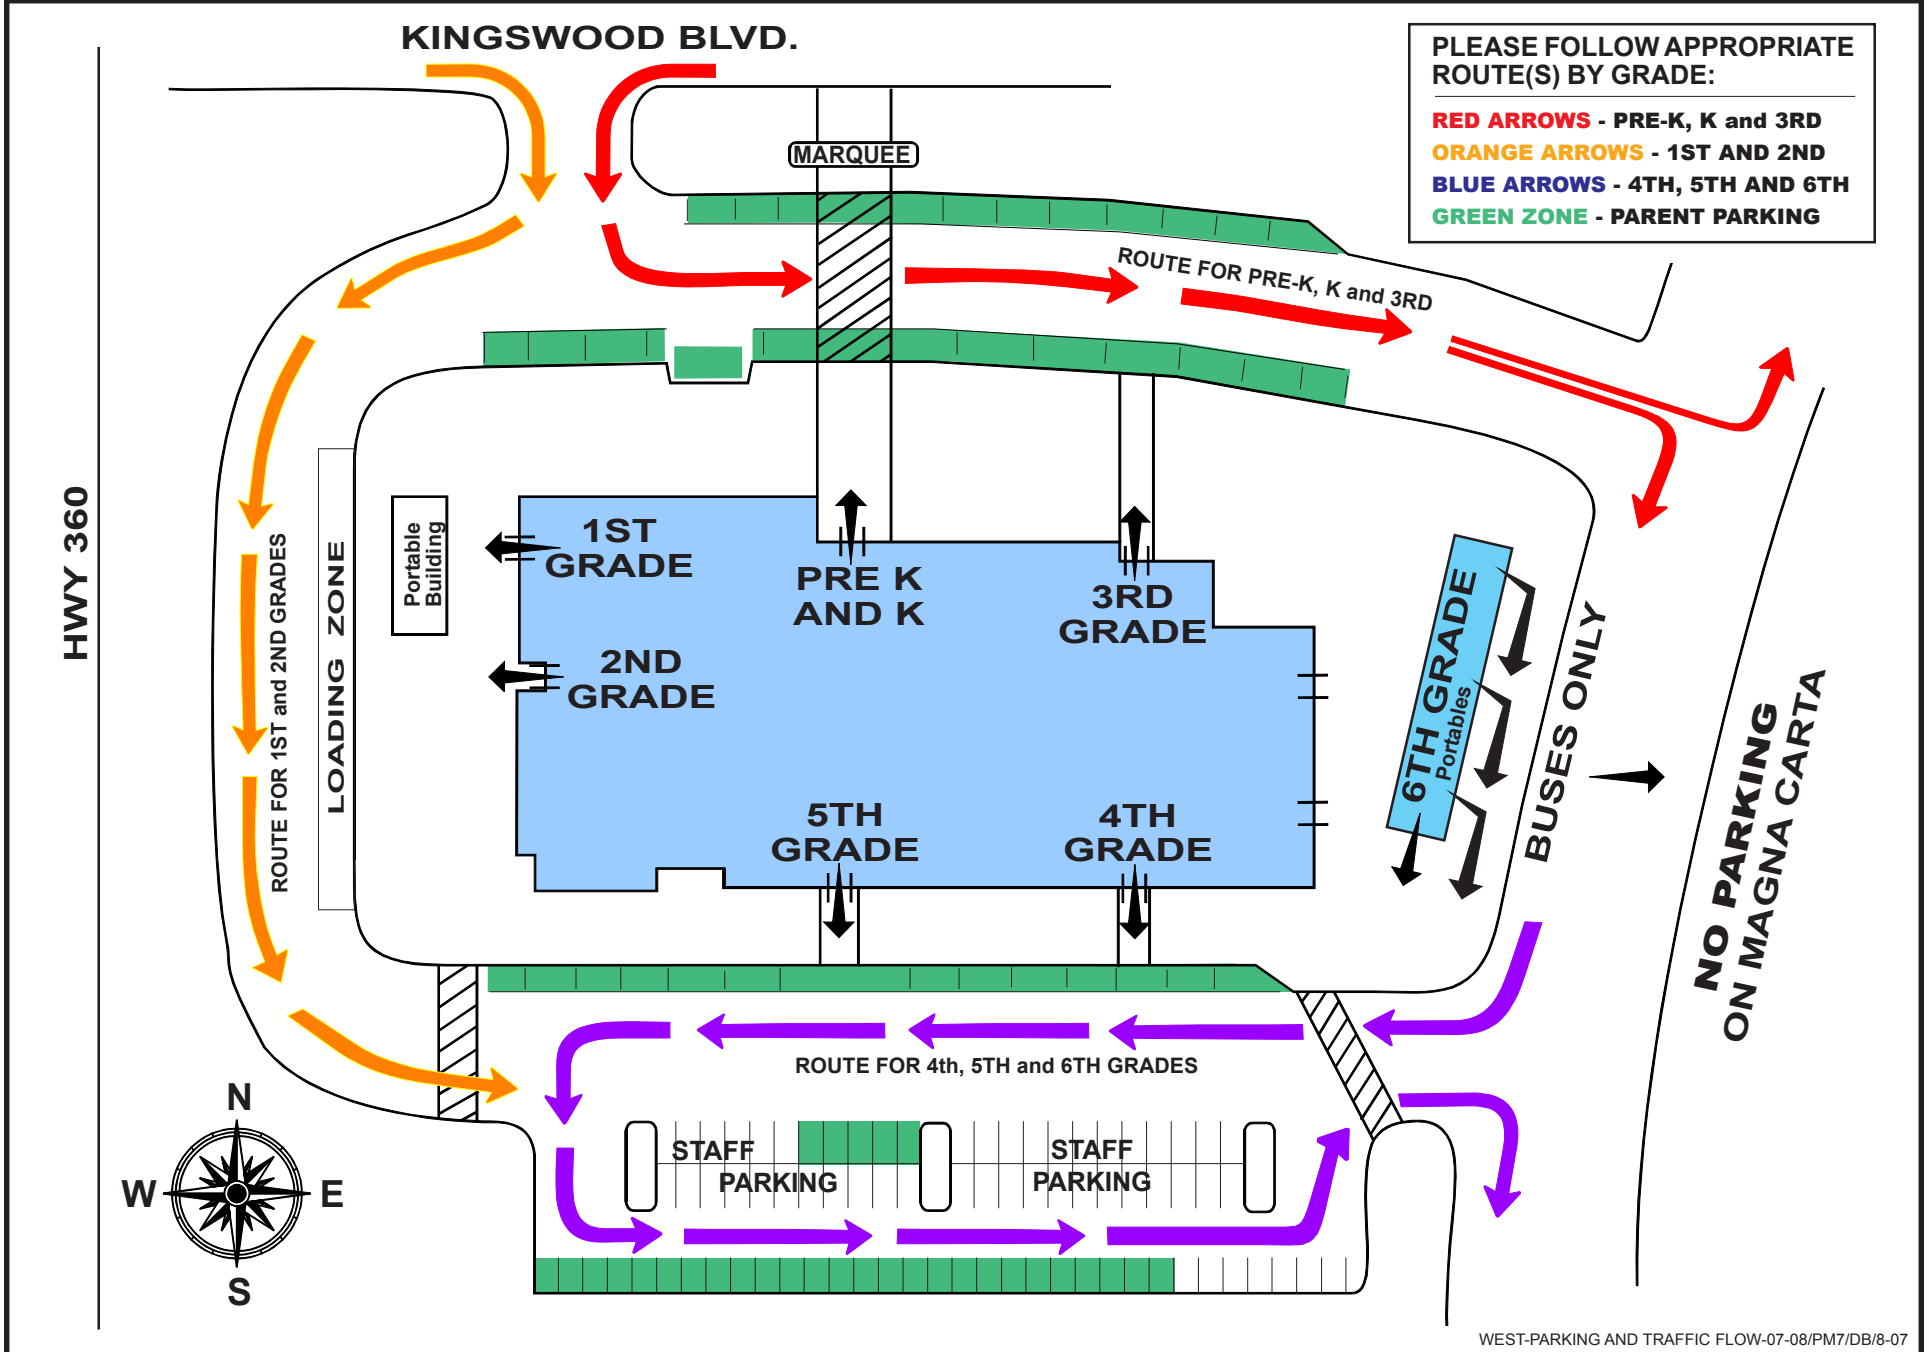 KINGSWOOD BLVD.
PLEASE FOLLOW APPROPRIATE
ROUTE(S) BY GRADE:
RED ARROWS - PRE-K, K and 3RD
ORANGE ARROWS - 1ST AND 2ND
BLUE ARROWS - 4TH, 5TH AND 6TH
GREEN ZONE - PARENT PARKING
MARQUEE
ROUTE FOR PRE-K, K and 3RD
HWY 360
ROUTE FOR 1ST and 2ND GRADES
LOADING ZONE
Portable
Building
1ST
GRADE
PRE K
AND K
3RD
GRADE
2ND
GRADE
6TH GRADE
Portables
BUSES ONLY
NO PARKING
ON MAGNA CARTA
5TH
GRADE
4TH
GRADE
ROUTE FOR 4th, 5TH and 6TH GRADES
STAFF
PARKING
STAFF
PARKING
N
W
E
S
WEST-PARKING AND TRAFFIC FLOW-07-08/PM7/DB/8-07